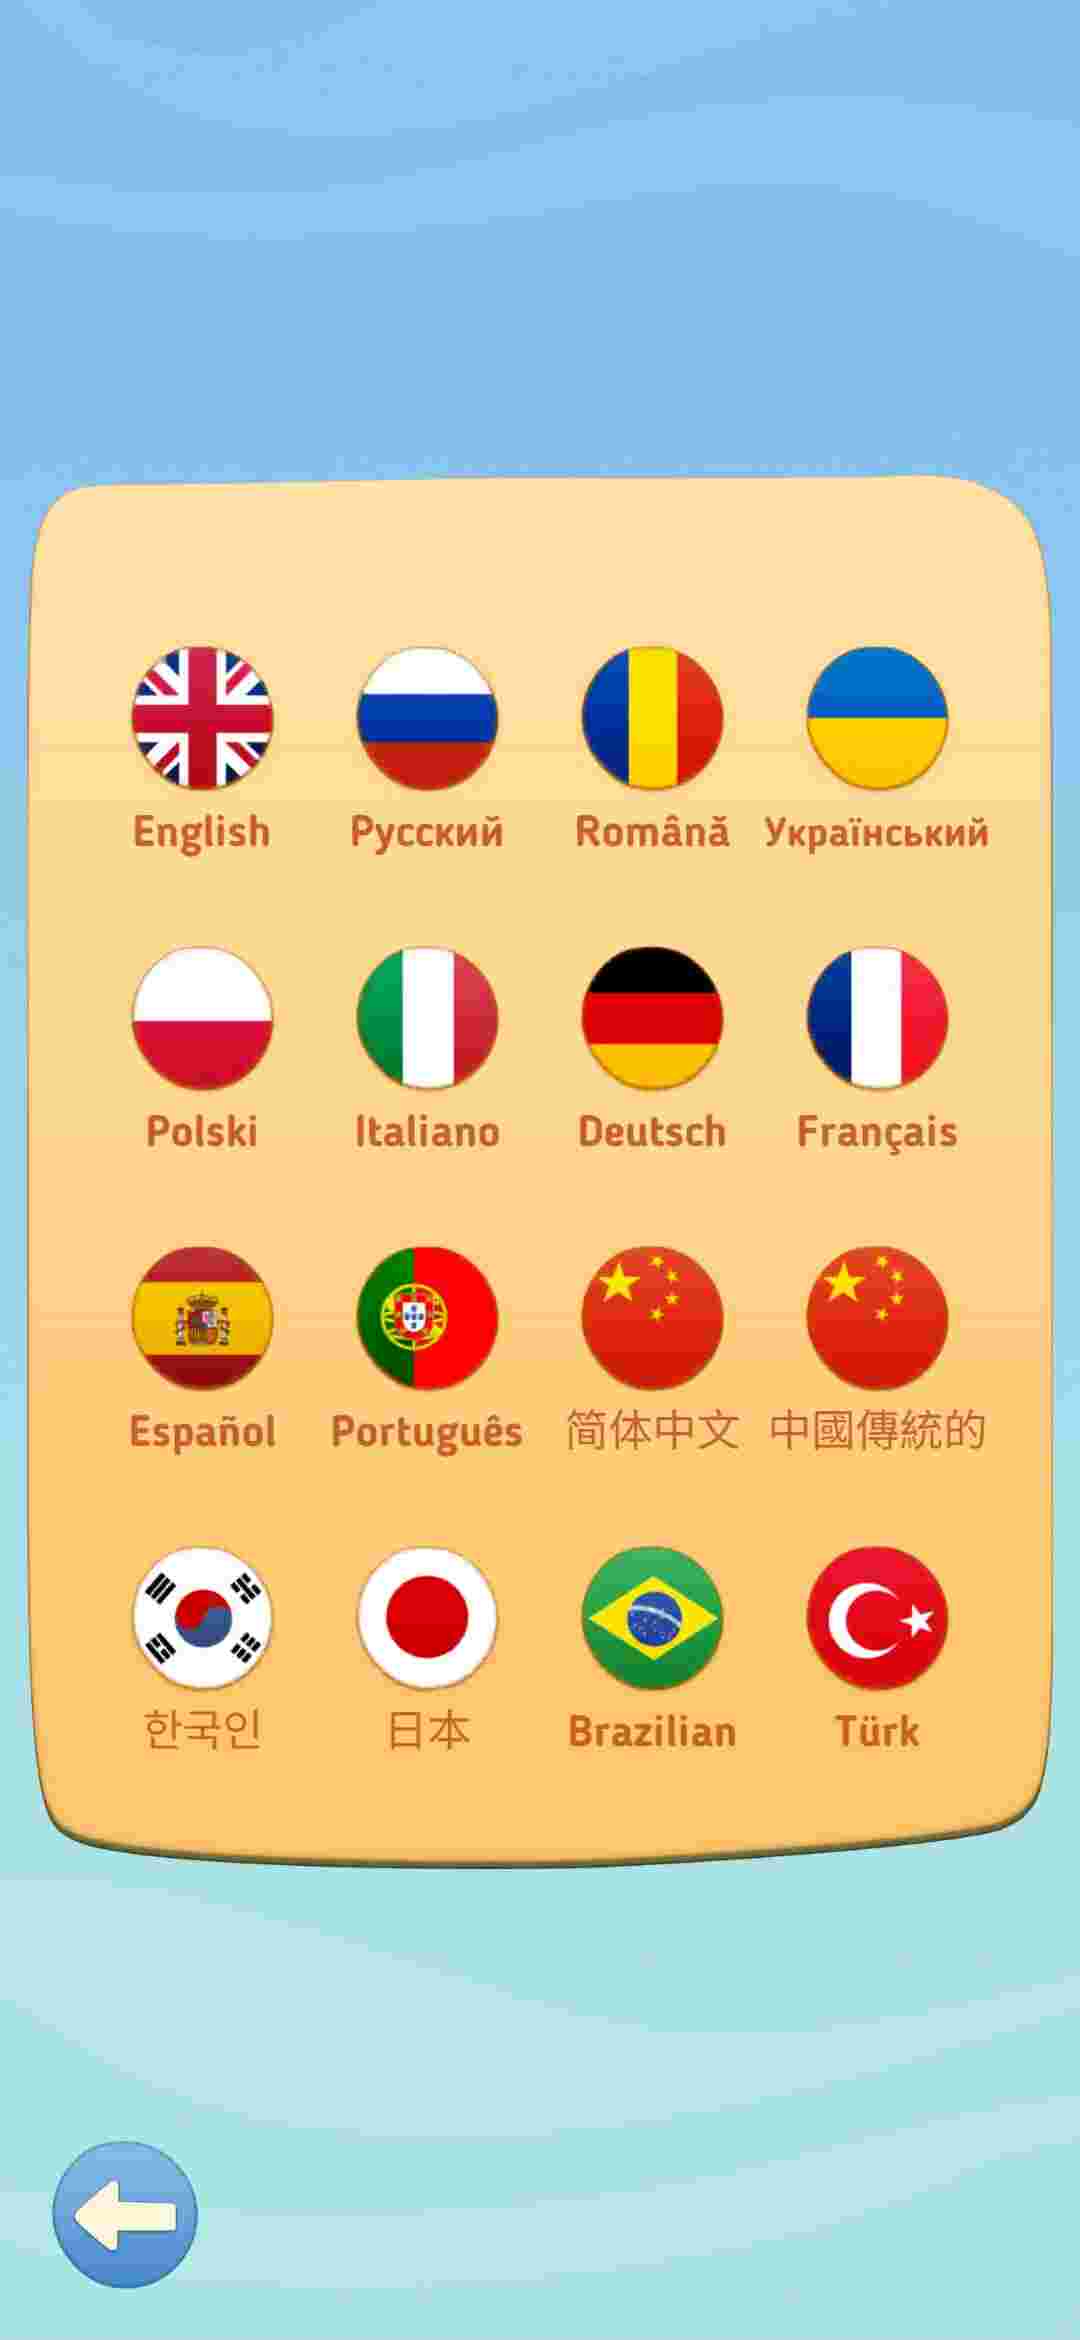 English
Русский
Română
Український
Polski
Italiano
Deutsch
Français
Español
Português
简体中文
中國傳統的
한국인
日本
Brazilian
Türk